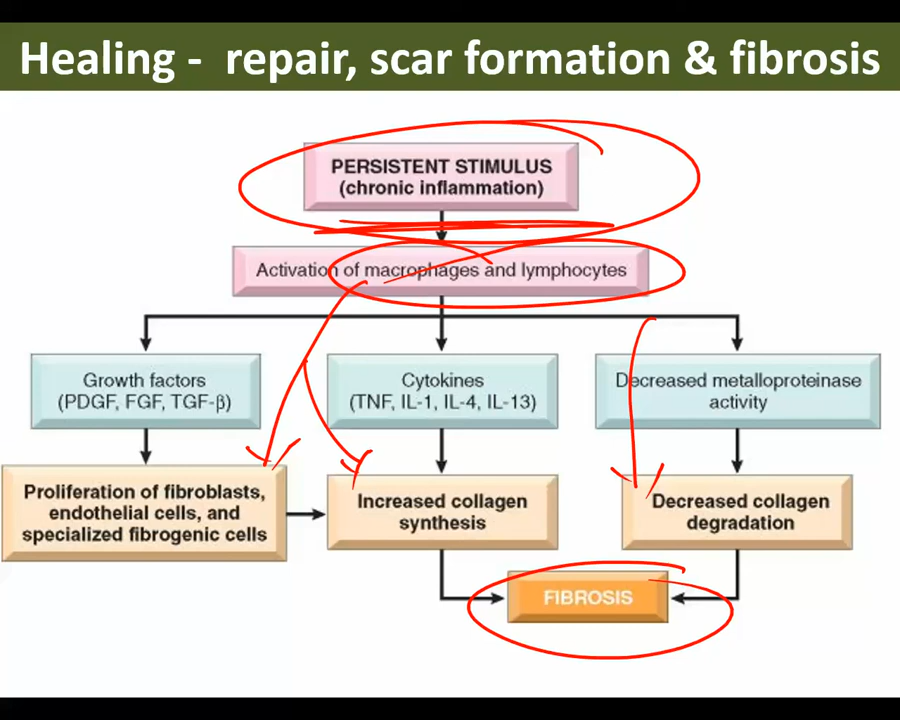 Healing - repair, scar formation & fibrosis
PERSISTENT STIMULUS
(chronic inflammation)
Activation of macrophages and lymphocytes
Growth factors
(PDGF, FGF, TGF-β)
Cytokines
(TNF, IL-1, IL-4, IL-13)
Decreased metalloproteinase
activity
Proliferation of fibroblasts,
endothelial cells, and
specialized fibrogenic cells
Increased collagen
synthesis
Decreased collagen
degradation
FIBROSIS